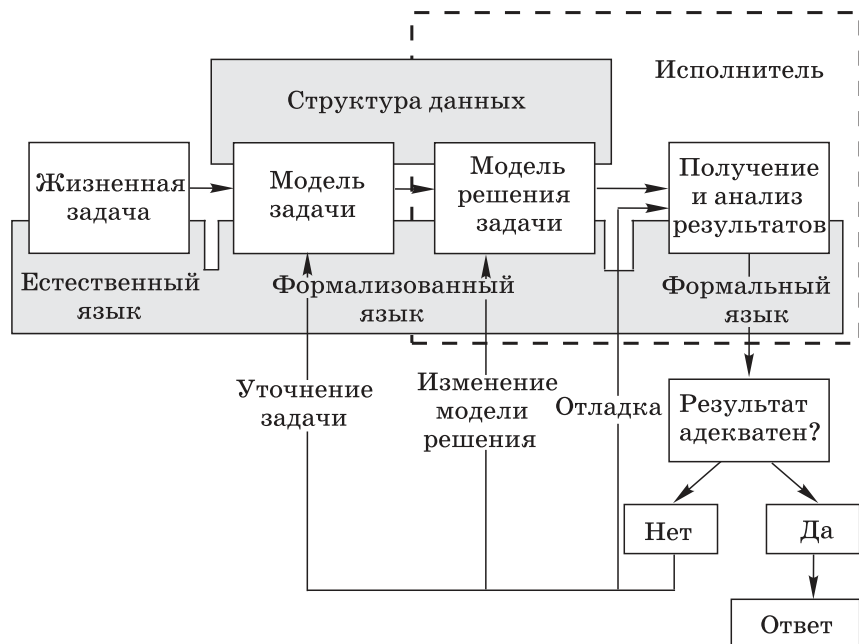 Исполнитель
Структура данных
Жизненная
задача
Модель
задачи
Модель
решения
задачи
Получение
и анализ
результатов
Естественный
язык
Формализованный
язык
Формальный
язык
Уточнение
задачи
Изменение
модели
решения
Отладка
Результат
адекватен?
Нет
Да
Ответ